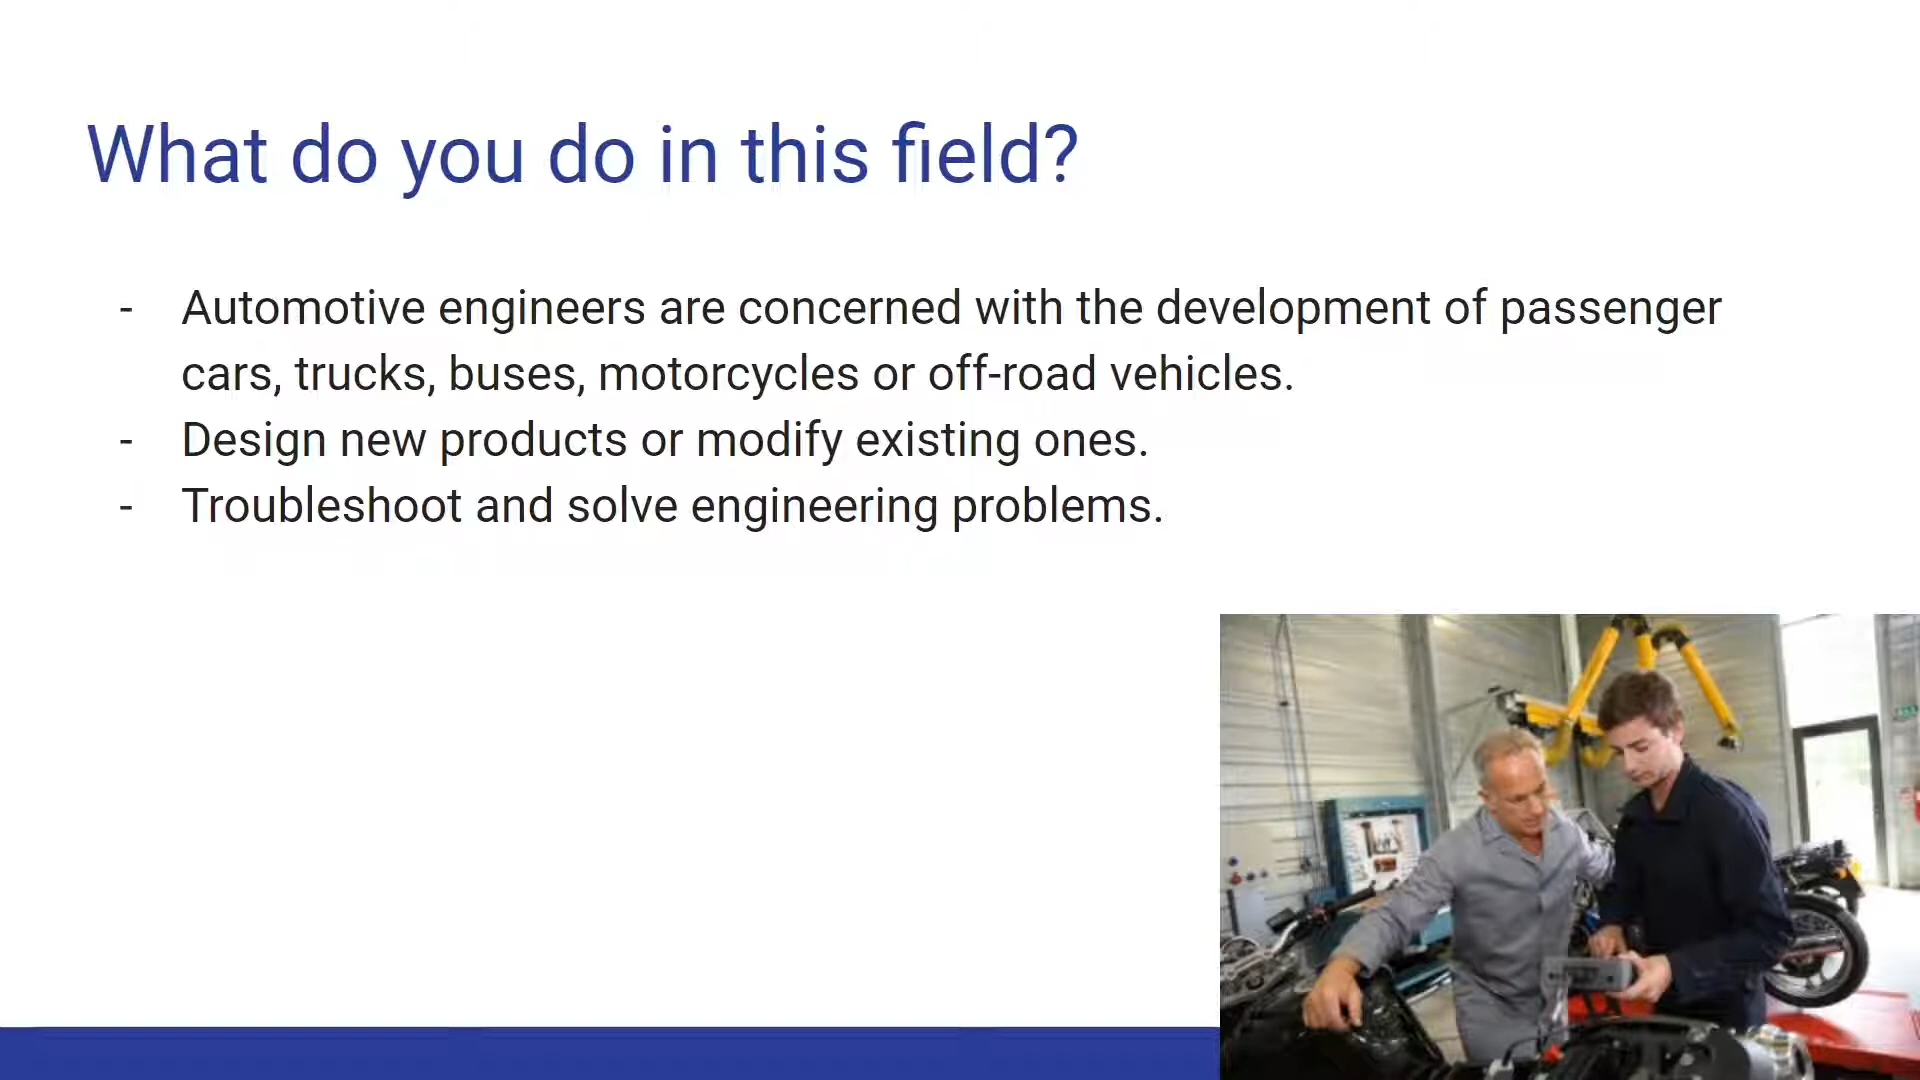 What do you do in this field?
- Automotive engineers are concerned with the development of passenger
cars, trucks, buses, motorcycles or off-road vehicles.
- Design new products or modify existing ones.
- Troubleshoot and solve engineering problems.